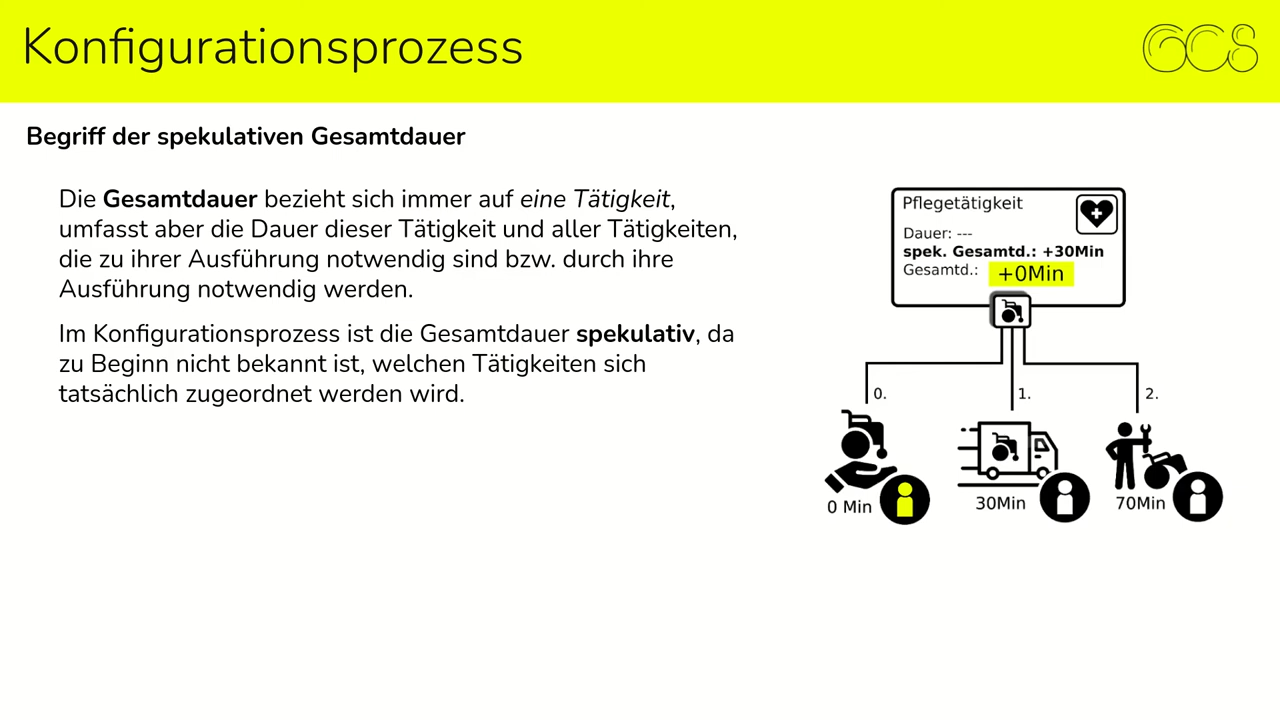 Konfigurationsprozess
GCS
Begriff der spekulativen Gesamtdauer
Die Gesamtdauer bezieht sich immer auf eine Tätigkeit,
umfasst aber die Dauer dieser Tätigkeit und aller Tätigkeiten,
die zu ihrer Ausführung notwendig sind bzw. durch ihre
Ausführung notwendig werden.
Im Konfigurationsprozess ist die Gesamtdauer spekulativ, da
zu Beginn nicht bekannt ist, welchen Tätigkeiten sich
tatsächlich zugeordnet werden wird.
Pflegetätigkeit
Dauer: ---
spek. Gesamtd.: +30Min
Gesamtd.: +0Min
0. 1. 2.
0 Min 30Min 70Min